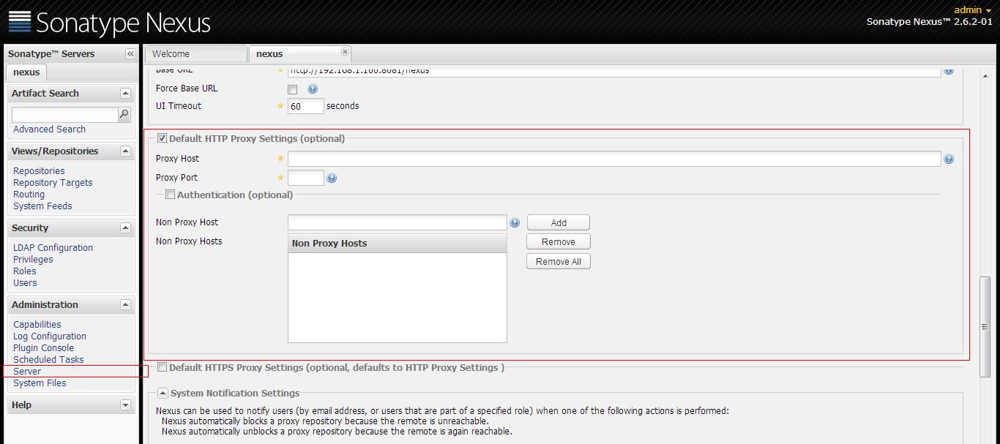 Sonatype Nexus
admin
Sonatype Nexus™ 2.6.2-01
Sonatype™ Servers
nexus
Artifact Search
Advanced Search
Views/Repositories
Repositories
Repository Targets
Routing
System Feeds
Security
LDAP Configuration
Privileges
Roles
Users
Administration
Capabilities
Log Configuration
Plugin Console
Scheduled Tasks
Server
System Files
Help
Welcome
nexus
Base URL http://192.168.1.100:8081/nexus
Force Base URL
UI Timeout 60 seconds
Default HTTP Proxy Settings (optional)
Proxy Host
Proxy Port
Authentication (optional)
Non Proxy Host Add
Non Proxy Hosts Non Proxy Hosts Remove
Remove All
Default HTTPS Proxy Settings (optional, defaults to HTTP Proxy Settings )
System Notification Settings
Nexus can be used to notify users (by email address, or users that are part of a specified role) when one of the following actions is performed:
Nexus automatically blocks a proxy repository because the remote is unreachable.
Nexus automatically unblocks a proxy repository because the remote is again reachable.